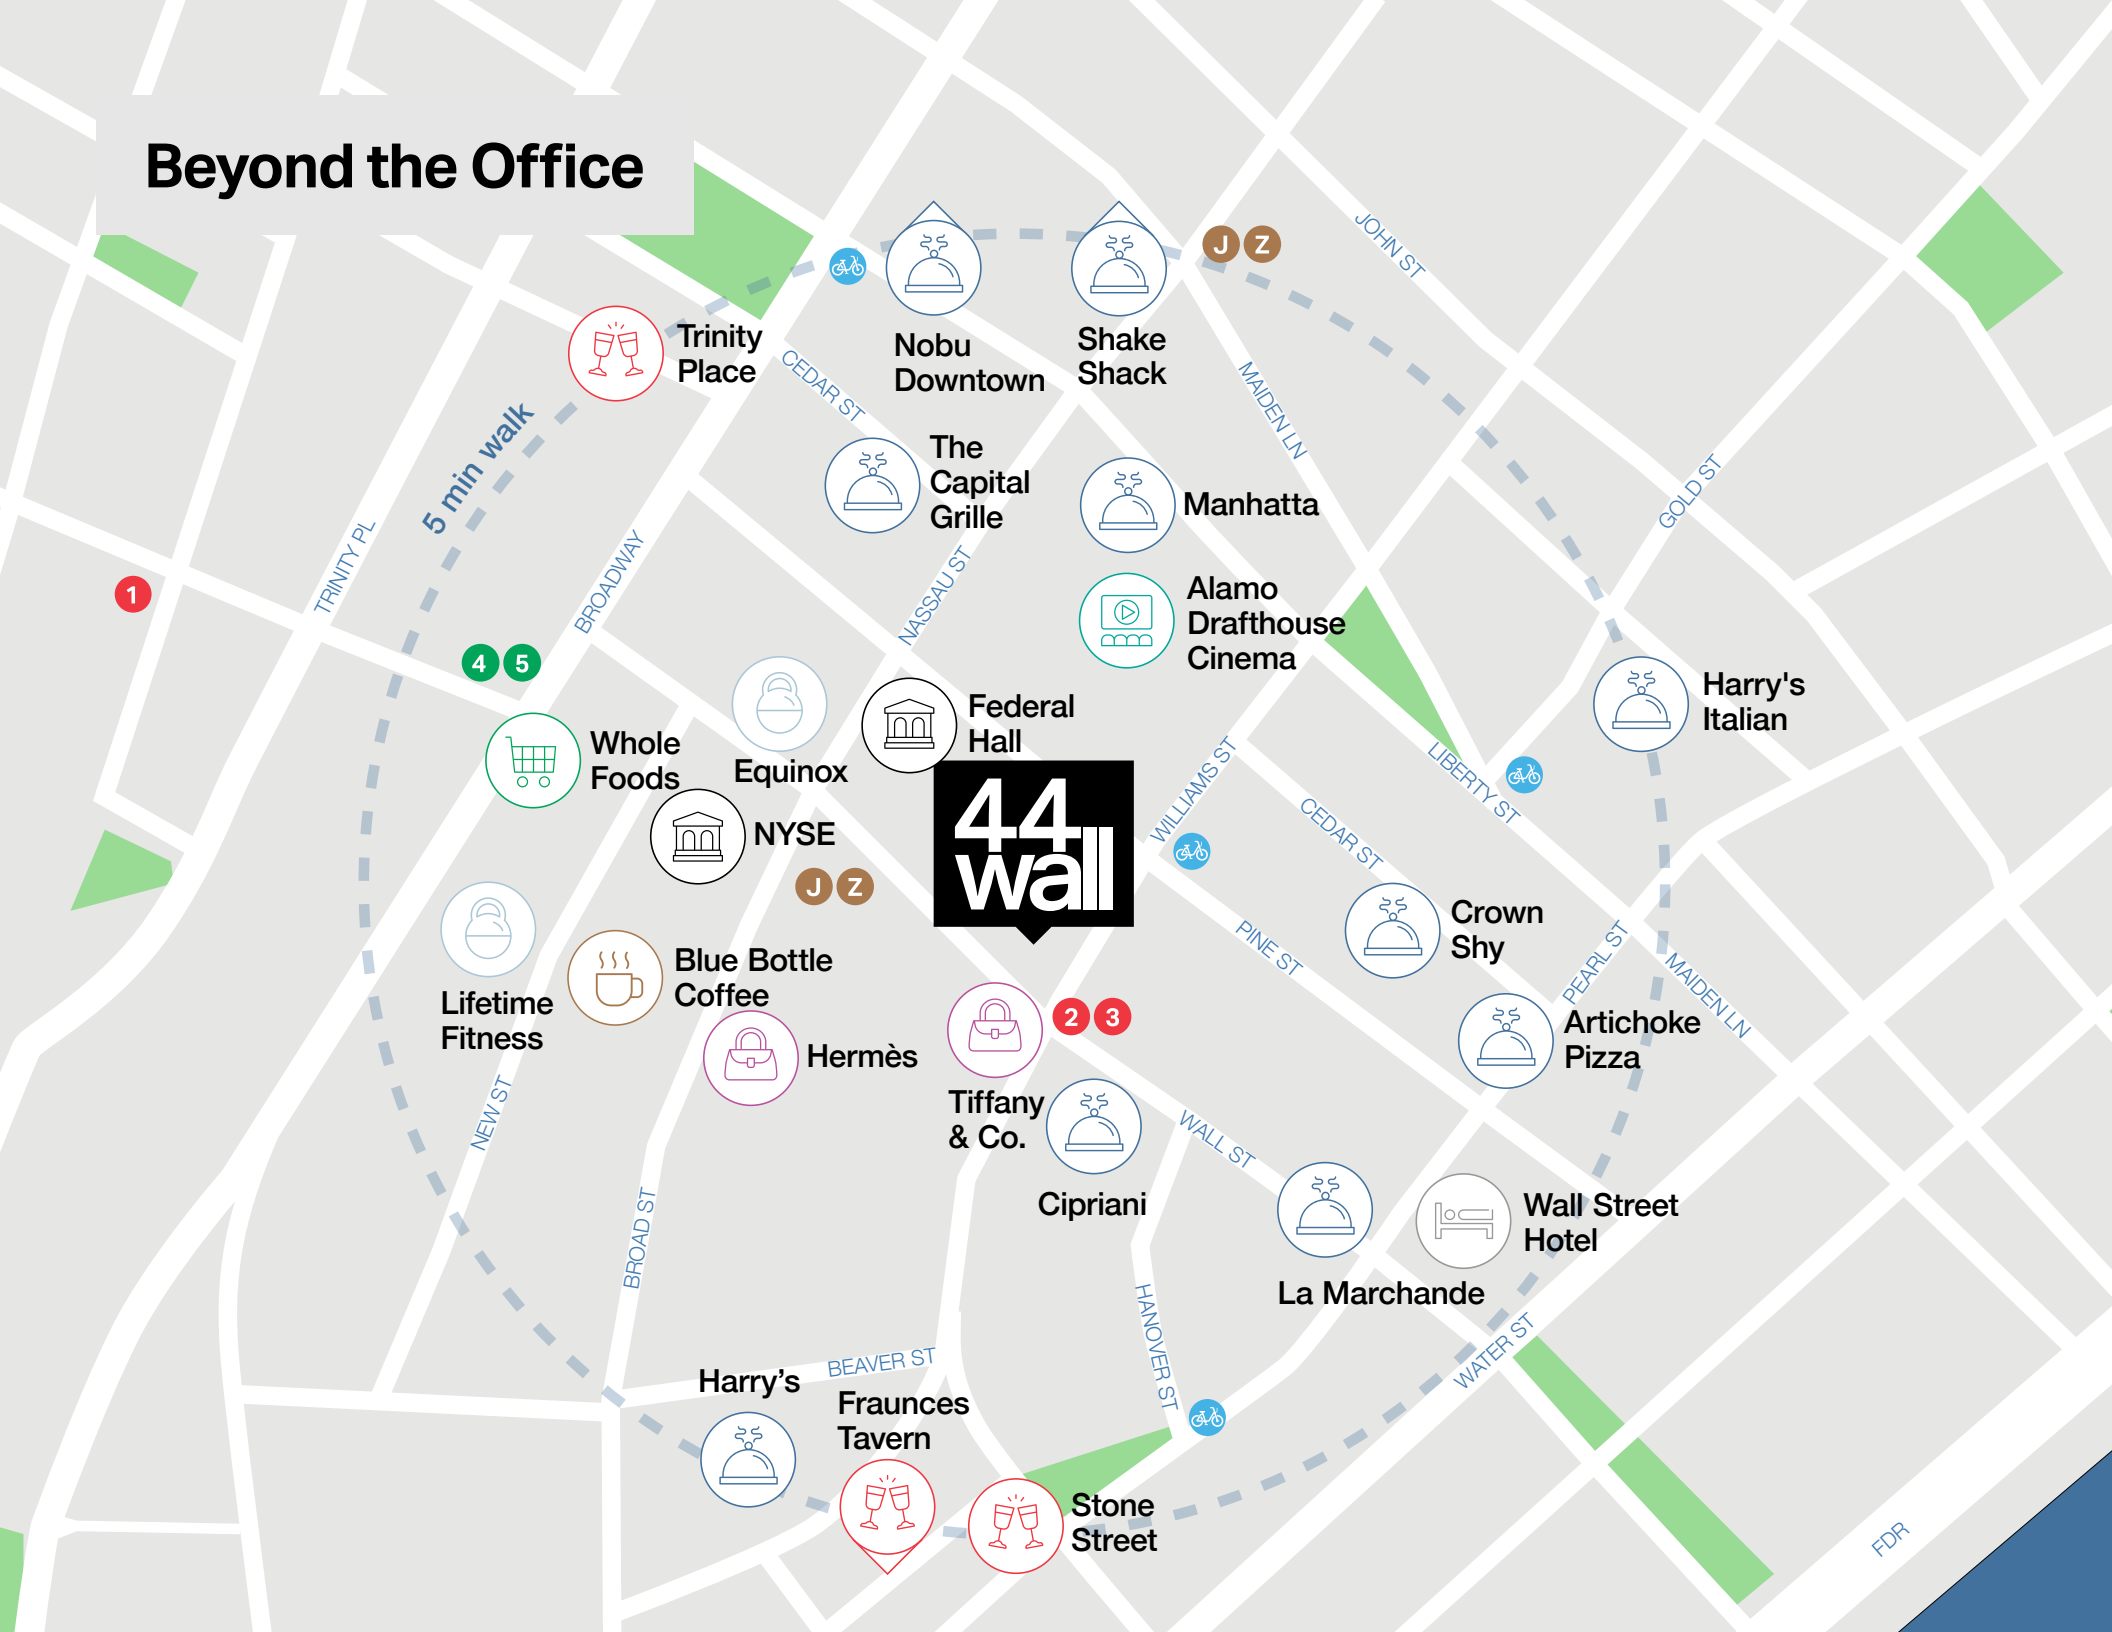 Beyond the Office
JOHN ST
J Z
Trinity
Place
Nobu
Downtown
Shake
Shack
CEDAR ST
MAIDEN LN
5 min walk
The
Capital
Grille
Manhatta
GOLD ST
TRINITY PL
BROADWAY
NASSAU ST
1
Alamo
Drafthouse
Cinema
4 5
Whole
Foods
Equinox
Federal
Hall
Harry's
Italian
NYSE
44
wall
WILLIAMS ST
LIBERTY ST
CEDAR ST
J Z
PINE ST
Crown
Shy
PEARL ST
MAIDEN LN
Lifetime
Fitness
Blue Bottle
Coffee
Hermès
2 3
Artichoke
Pizza
Tiffany
& Co.
NEW ST
WALL ST
Cipriani
Wall Street
Hotel
BROAD ST
La Marchande
HANOVER ST
WATER ST
BEAVER ST
Harry’s
Fraunces
Tavern
Stone
Street
FDR